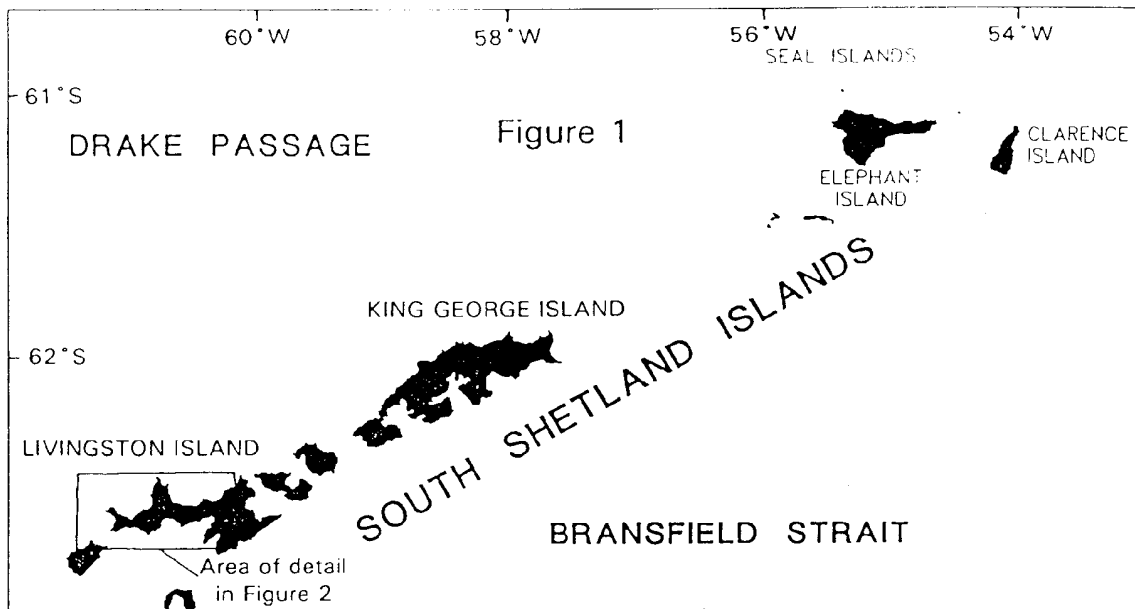 60°W 58°W 56°W 54°W
SEAL ISLANDS
61°S
DRAKE PASSAGE
Figure 1
CLARENCE
ISLAND
ELEPHANT
ISLAND
SOUTH SHETLAND ISLANDS
KING GEORGE ISLAND
62°S
LIVINGSTON ISLAND
BRANSFIELD STRAIT
Area of detail
in Figure 2